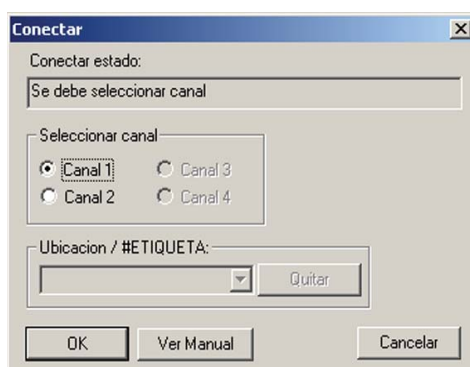 Conectar
Conectar estado:
Se debe seleccionar canal
Seleccionar canal
Canal 1 Canal 3
Canal 2 Canal 4
Ubicacion / #ETIQUETA:
Quitar
OK Ver Manual Cancelar